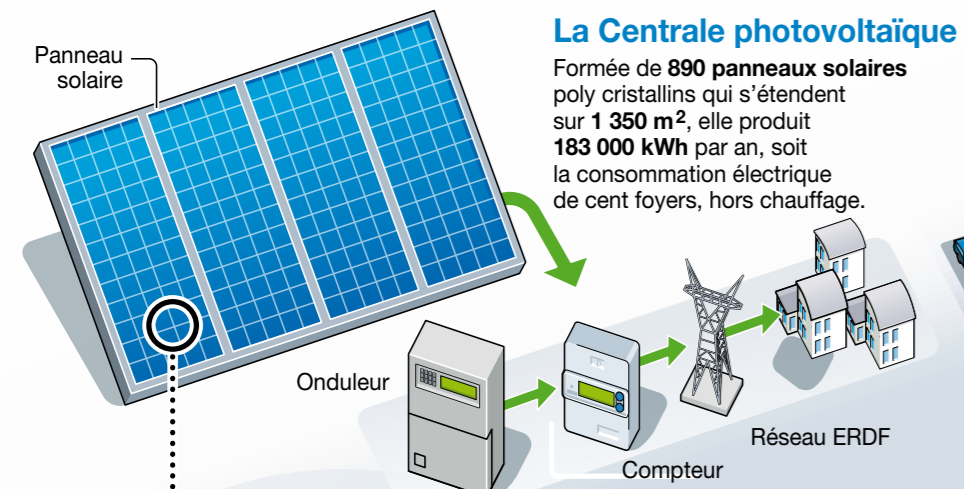 La Centrale photovoltaïque
Formée de 890 panneaux solaires
poly cristallins qui s'étendent
sur 1 350 m², elle produit
183 000 kWh par an, soit
la consommation électrique
de cent foyers, hors chauffage.
Panneau
solaire
Onduleur
Compteur
Réseau ERDF